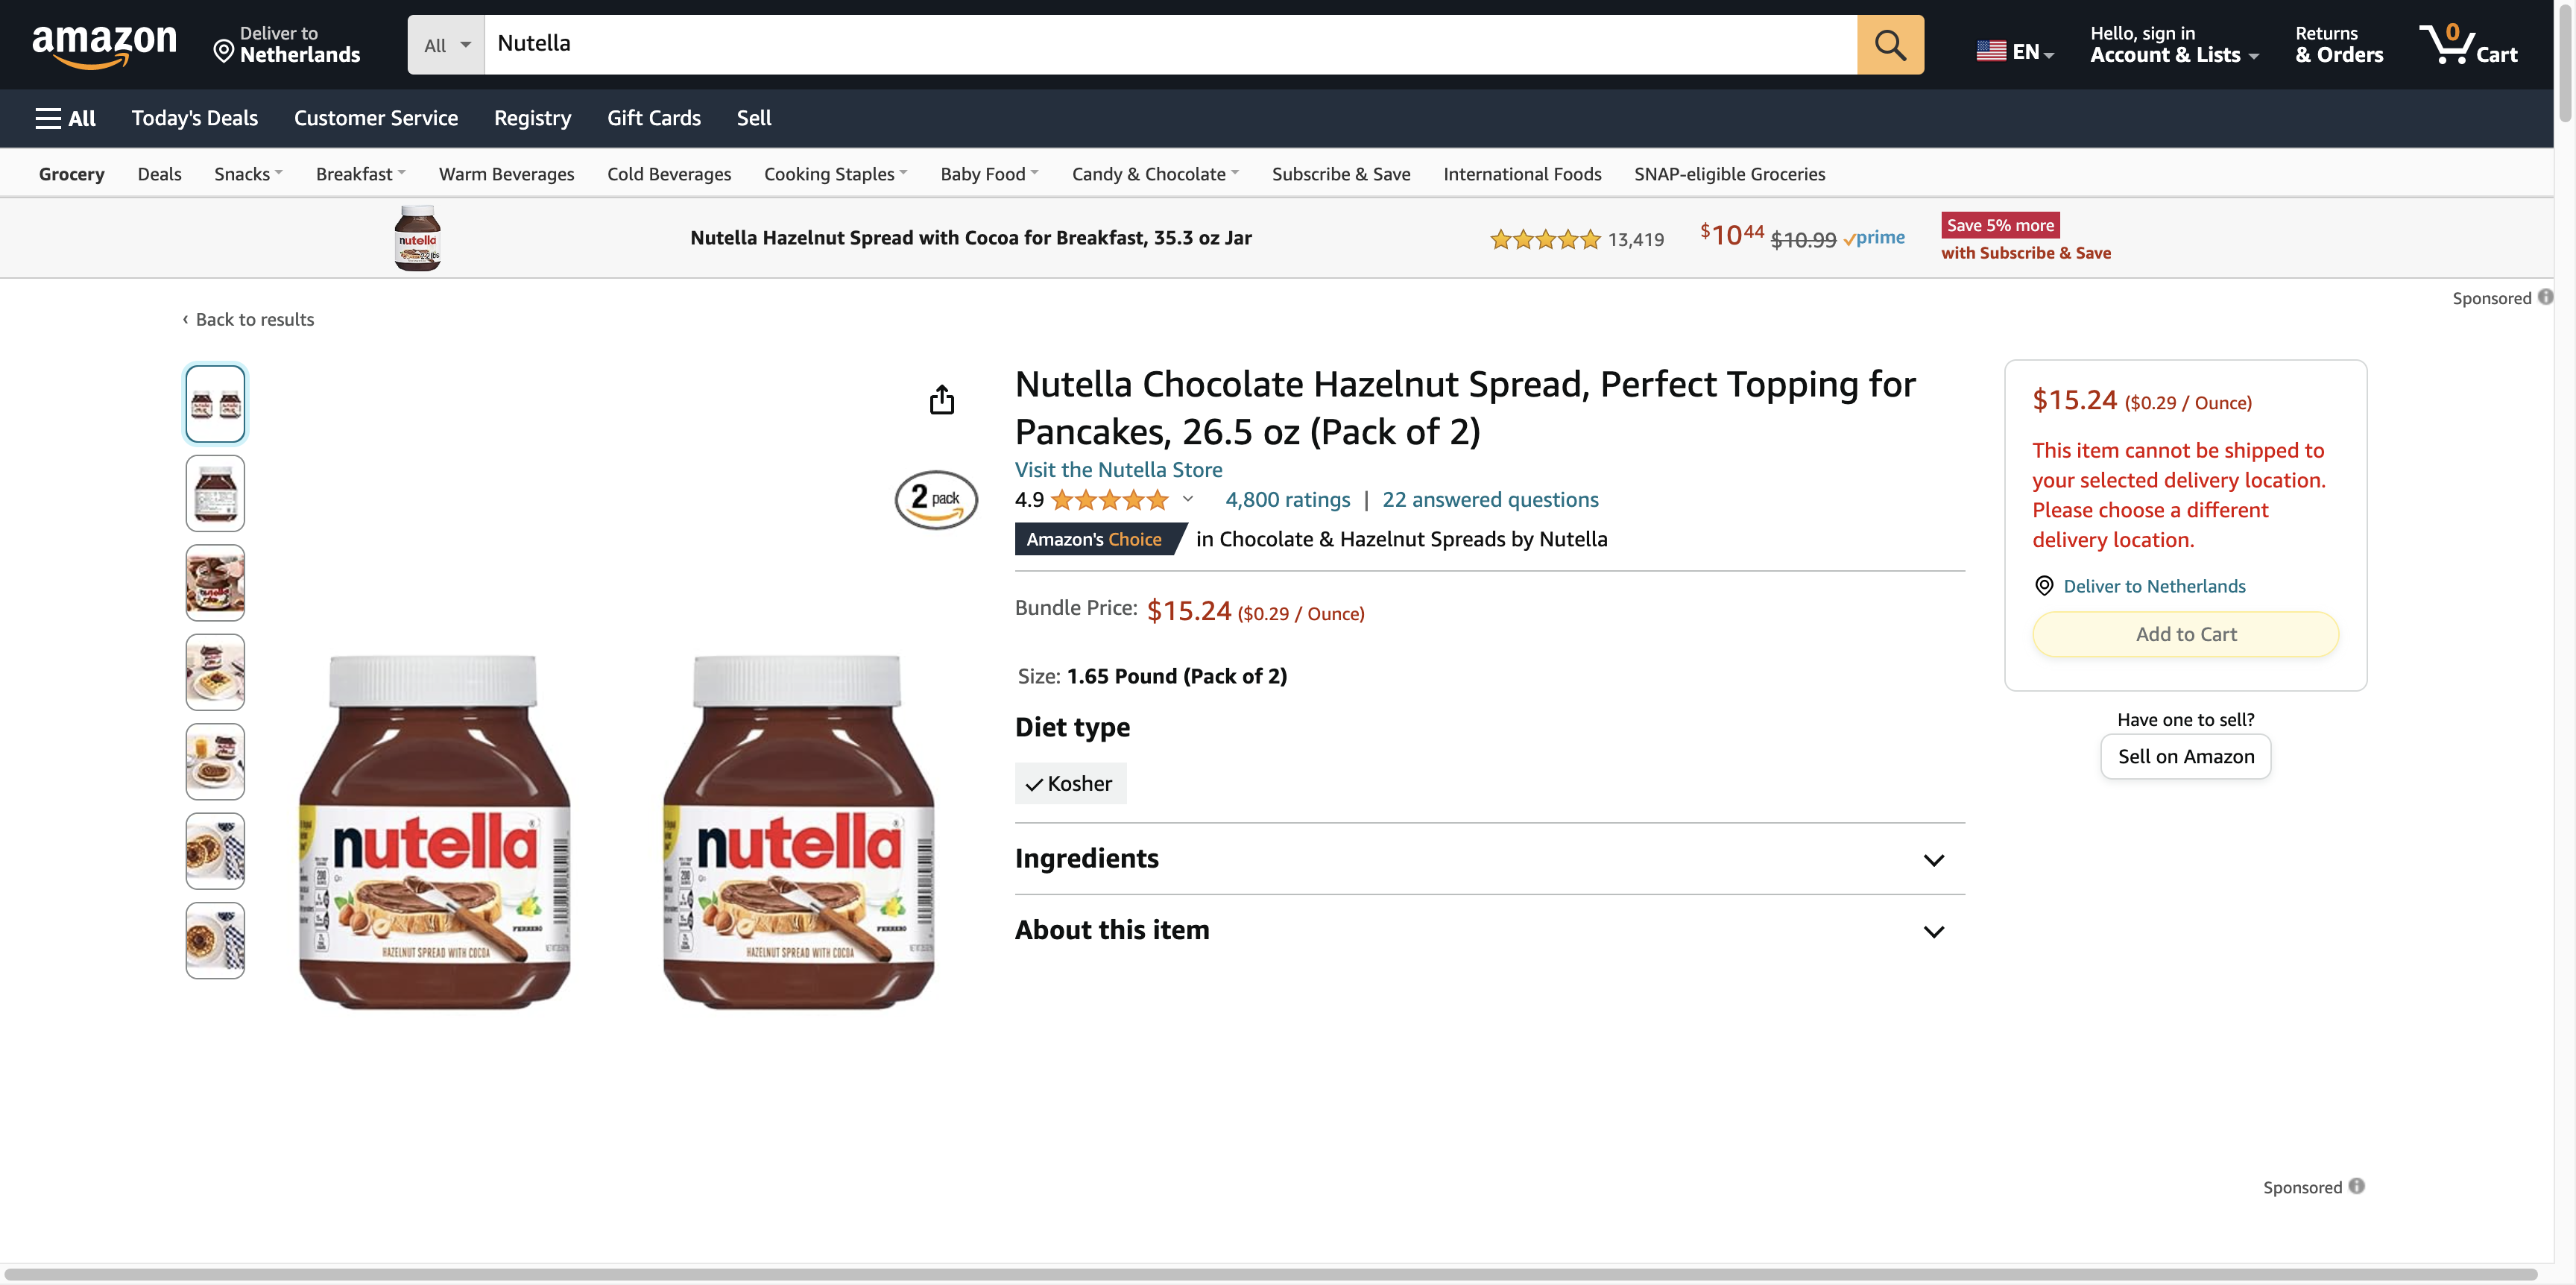 amazon
Deliver to
Netherlands
All
Nutella
EN
Hello, sign in
Account & Lists
Returns
& Orders
0
Cart
All
Today's Deals
Customer Service
Registry
Gift Cards
Sell
Grocery
Deals
Snacks
Breakfast
Warm Beverages
Cold Beverages
Cooking Staples
Baby Food
Candy & Chocolate
Subscribe & Save
International Foods
SNAP-eligible Groceries
nutella
Nutella Hazelnut Spread with Cocoa for Breakfast, 35.3 oz Jar
13,419
$10 44 $10.99 prime
Save 5% more
with Subscribe & Save
Sponsored
‹ Back to results
Nutella Chocolate Hazelnut Spread, Perfect Topping for
Pancakes, 26.5 oz (Pack of 2)
Visit the Nutella Store
4.9
4,800 ratings | 22 answered questions
Amazon's Choice in Chocolate & Hazelnut Spreads by Nutella
Bundle Price: $15.24 ($0.29 / Ounce)
Size: 1.65 Pound (Pack of 2)
Diet type
Kosher
Ingredients
About this item
2 pack
nutella
FERRERO
HAZELNUT SPREAD WITH COCOA
nutella
FERRERO
HAZELNUT SPREAD WITH COCOA
$15.24 ($0.29 / Ounce)
This item cannot be shipped to
your selected delivery location.
Please choose a different
delivery location.
Deliver to Netherlands
Add to Cart
Have one to sell?
Sell on Amazon
Sponsored